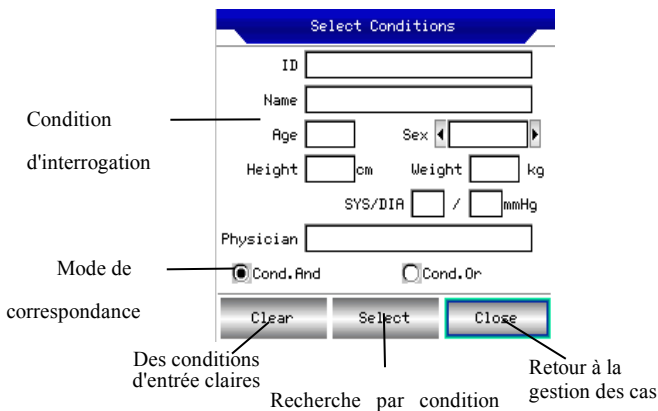 Select Conditions
ID
Name
Condition
d'interrogation
Age Sex
Height cm Weight kg
SYS/DIA / mmHg
Physician
Mode de
correspondance
Cond.And Cond.Or
Clear Select Close
Des conditions
d'entrée claires
Recherche par condition
Retour à la
gestion des cas